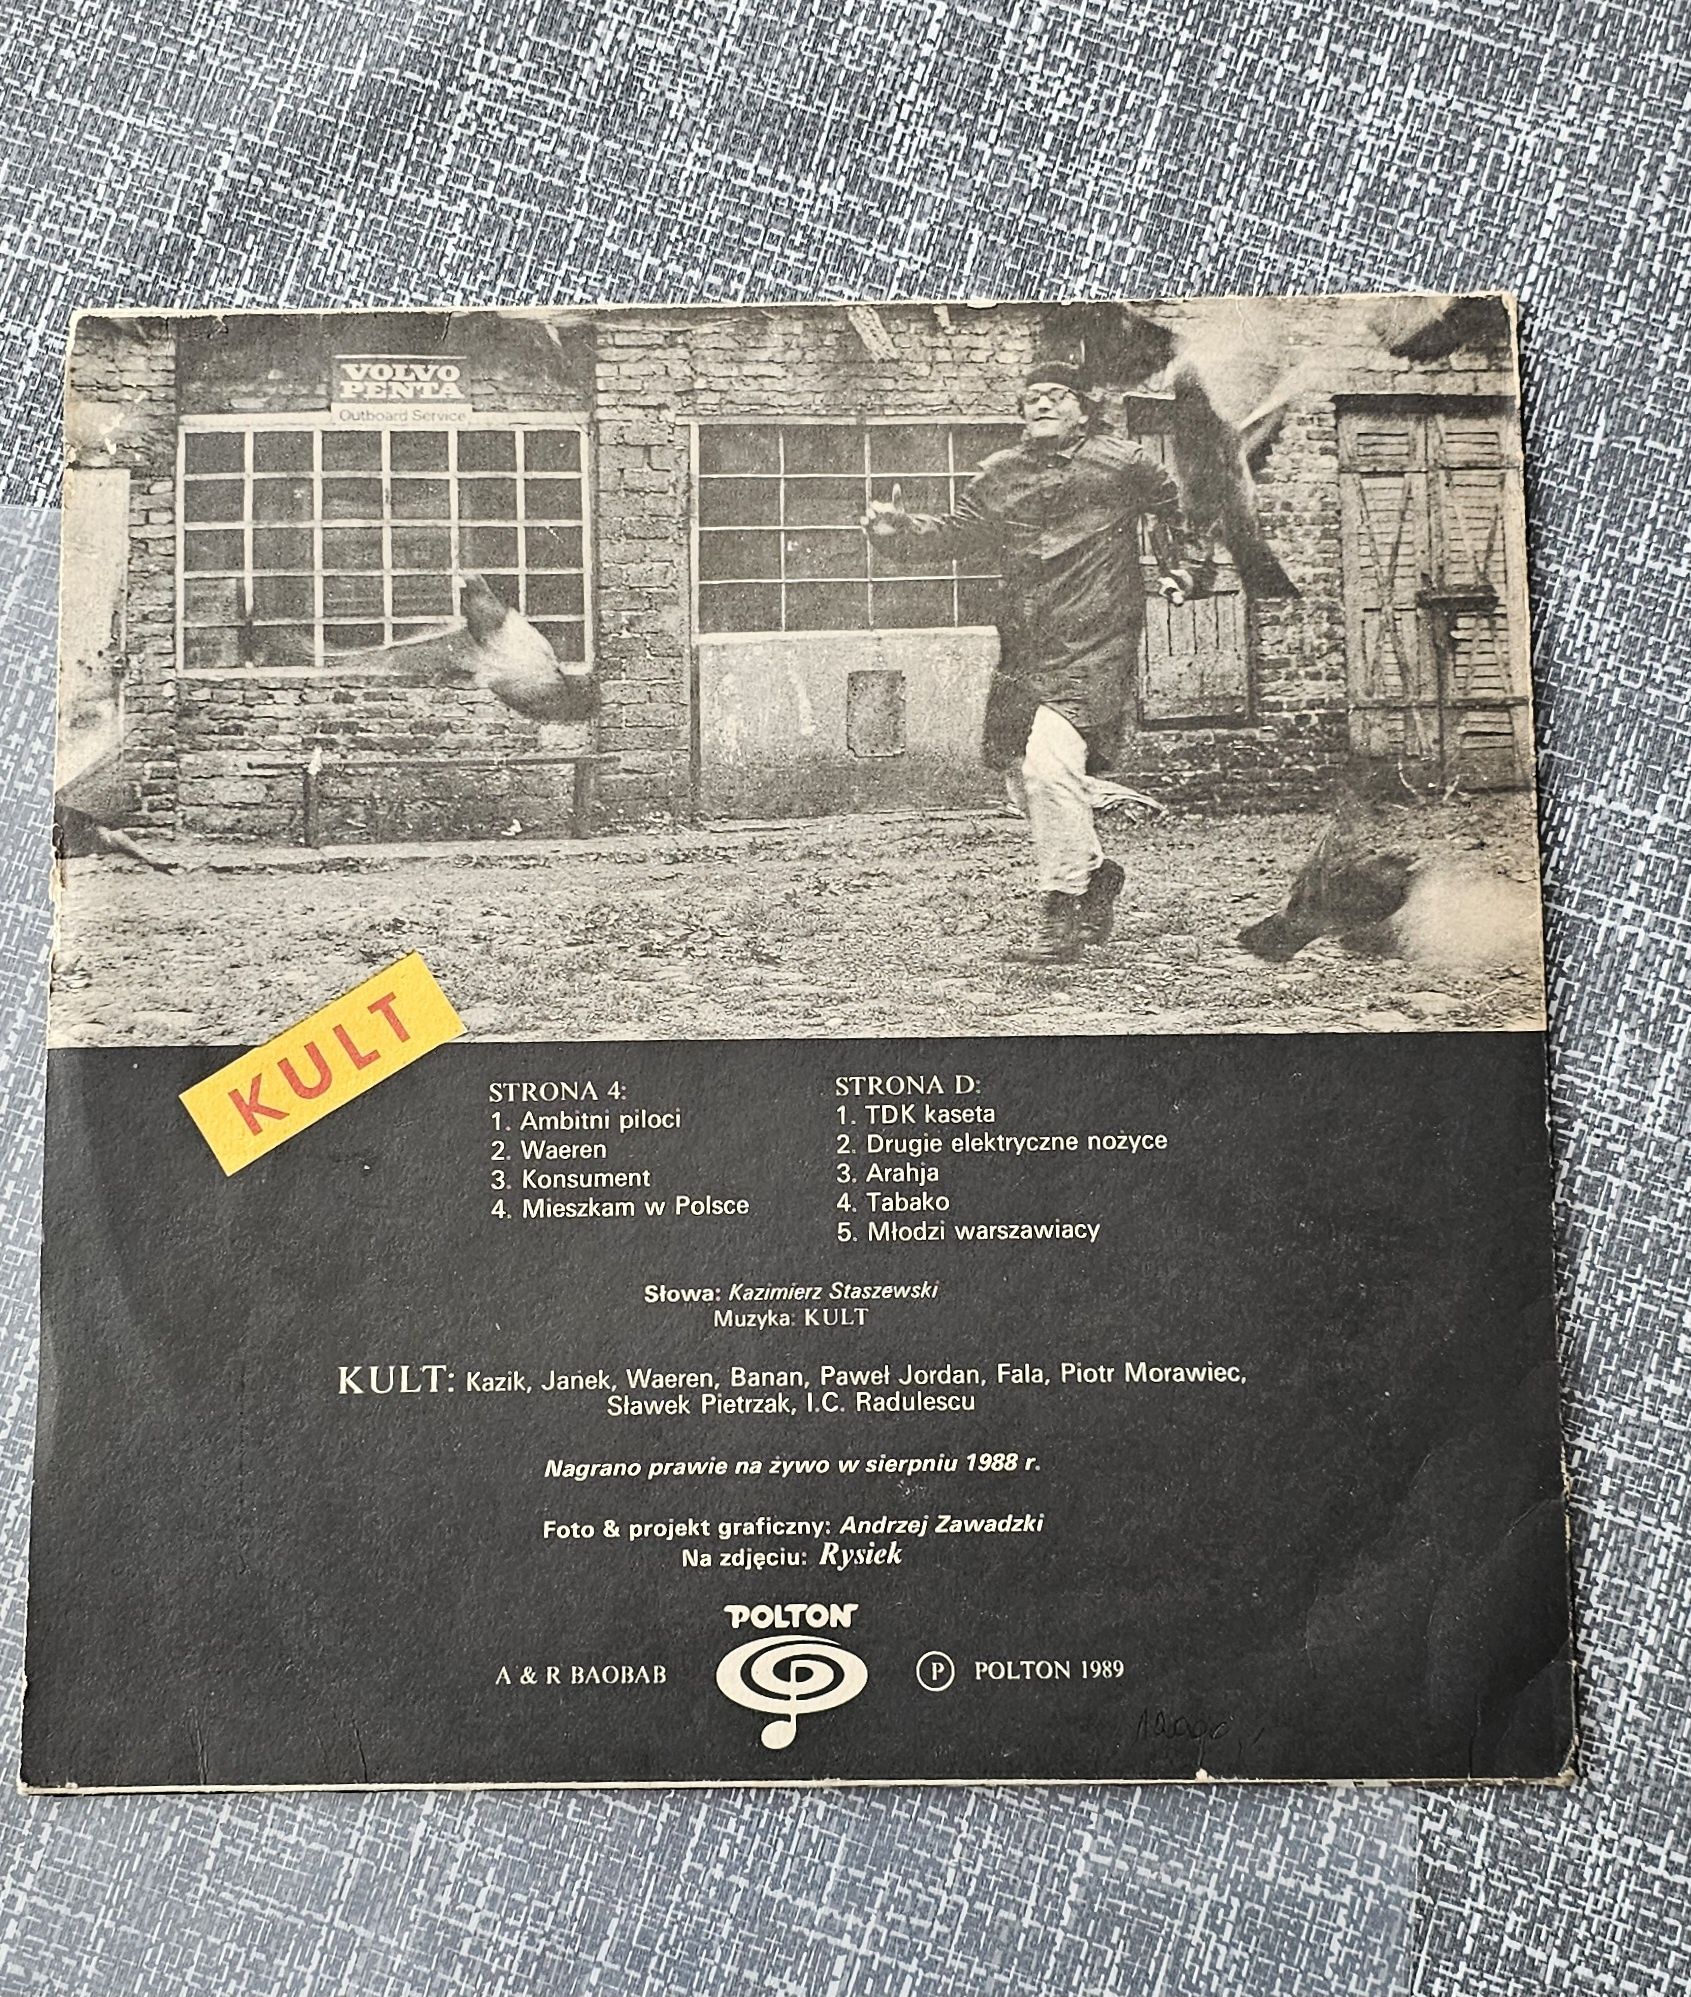 VOLVO
PENTA
Outboard Service
KULT
STRONA 4:
1. Ambitni piloci
2. Waeren
3. Konsument
4. Mieszkam w Polsce
STRONA D:
1. TDK kaseta
2. Drugie elektryczne nożyce
3. Arahja
4. Tabako
5. Młodzi warszawiacy
Słowa: Kazimierz Staszewski
Muzyka: KULT
KULT: Kazik, Janek, Waeren, Banan, Paweł Jordan, Fala, Piotr Morawiec,
Sławek Pietrzak, I.C. Radulescu
Nagrano prawie na żywo w sierpniu 1988 r.
Foto & projekt graficzny: Andrzej Zawadzki
Na zdjęciu: Rysiek
POLTON
A & R BAOBAB
P POLTON 1989